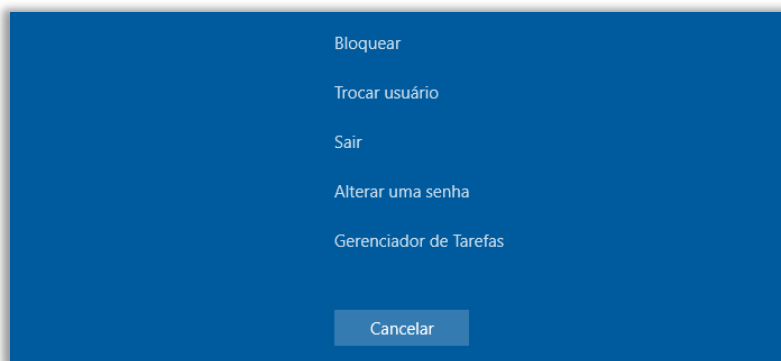 Bloquear
Trocar usuário
Sair
Alterar uma senha
Gerenciador de Tarefas
Cancelar